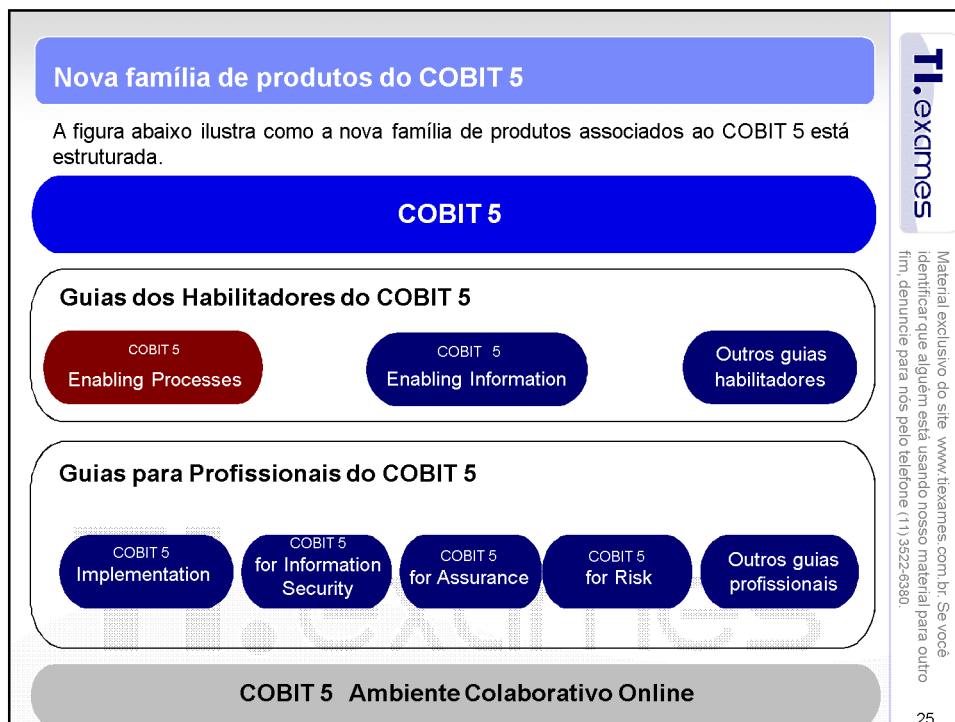 Nova família de produtos do COBIT 5
A figura abaixo ilustra como a nova família de produtos associados ao COBIT 5 está
estruturada.
COBIT 5
Guias dos Habilitadores do COBIT 5
COBIT 5
Enabling Processes
COBIT 5
Enabling Information
Outros guias
habilitadores
Guias para Profissionais do COBIT 5
COBIT 5
Implementation
COBIT 5
for Information
Security
COBIT 5
for Assurance
COBIT 5
for Risk
Outros guias
profissionais
TI.exames
COBIT 5 Ambiente Colaborativo Online
TI.exames
Material exclusivo do site www.tiexames.com.br. Se você
identificar que alguém está usando nosso material para outro
fim, denuncie para nós pelo telefone (11)3522-6380.
25